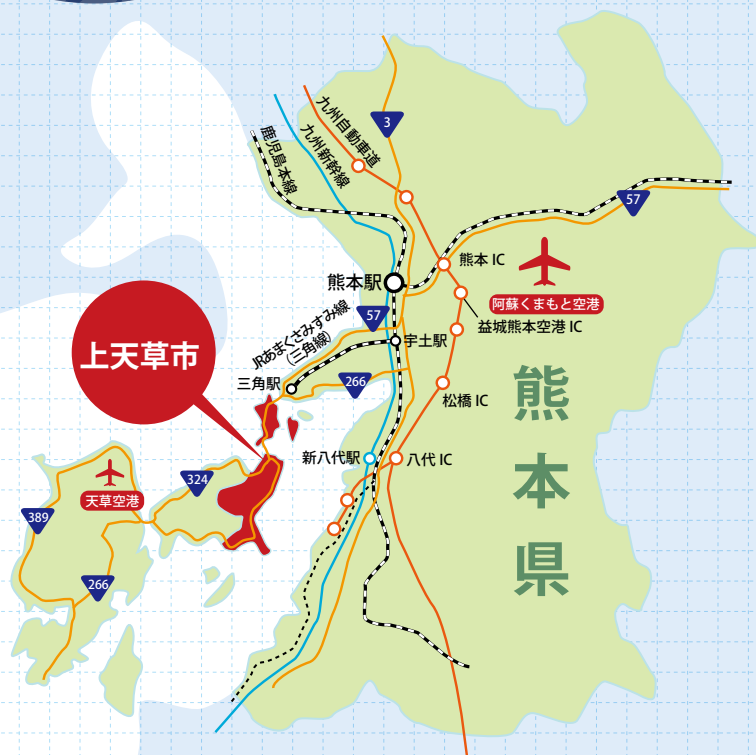 九州自動車道
九州新幹線
鹿児島本線
3
57
熊本 IC
熊本駅
阿蘇くまもと空港
益城熊本空港 IC
57
JRあまくさみすみ線
(三角線)
宇土駅
上天草市
三角駅
266
松橋 IC
熊本県
新八代駅
八代 IC
324
天草空港
389
266